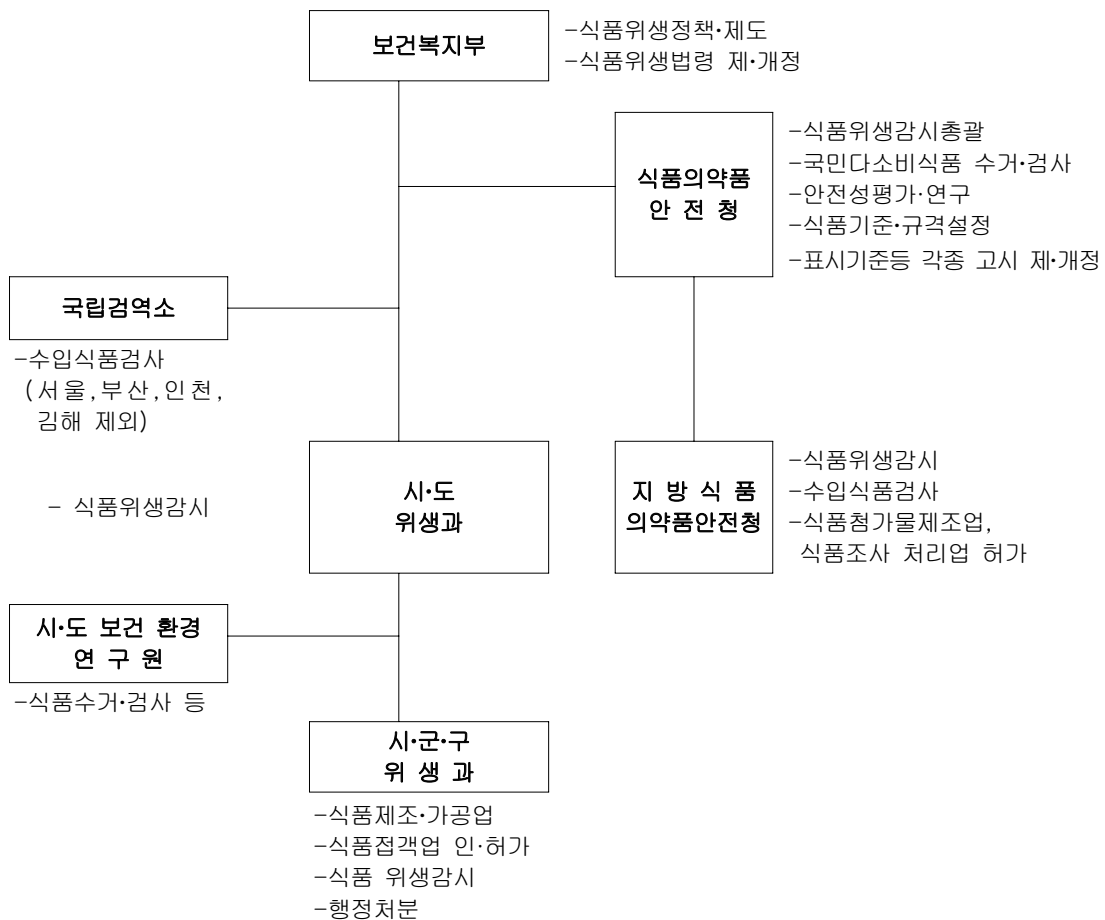 보건복지부
-식품위생정책·제도
-식품위생법령 제·개정
식품의약품
안 전 청
-식품위생감시총괄
-국민다소비식품 수거·검사
-안전성평가·연구
-식품기준·규격설정
-표시기준등 각종 고시 제·개정
국립검역소
-수입식품검사
(서울,부산,인천,
김해 제외)
시·도
위생과
- 식품위생감시
지 방 식 품
의약품안전청
-식품위생감시
-수입식품검사
-식품첨가물제조업,
식품조사 처리업 허가
시·도 보건 환경
연 구 원
-식품수거·검사 등
시·군·구
위 생 과
-식품제조·가공업
-식품접객업 인·허가
-식품 위생감시
-행정처분